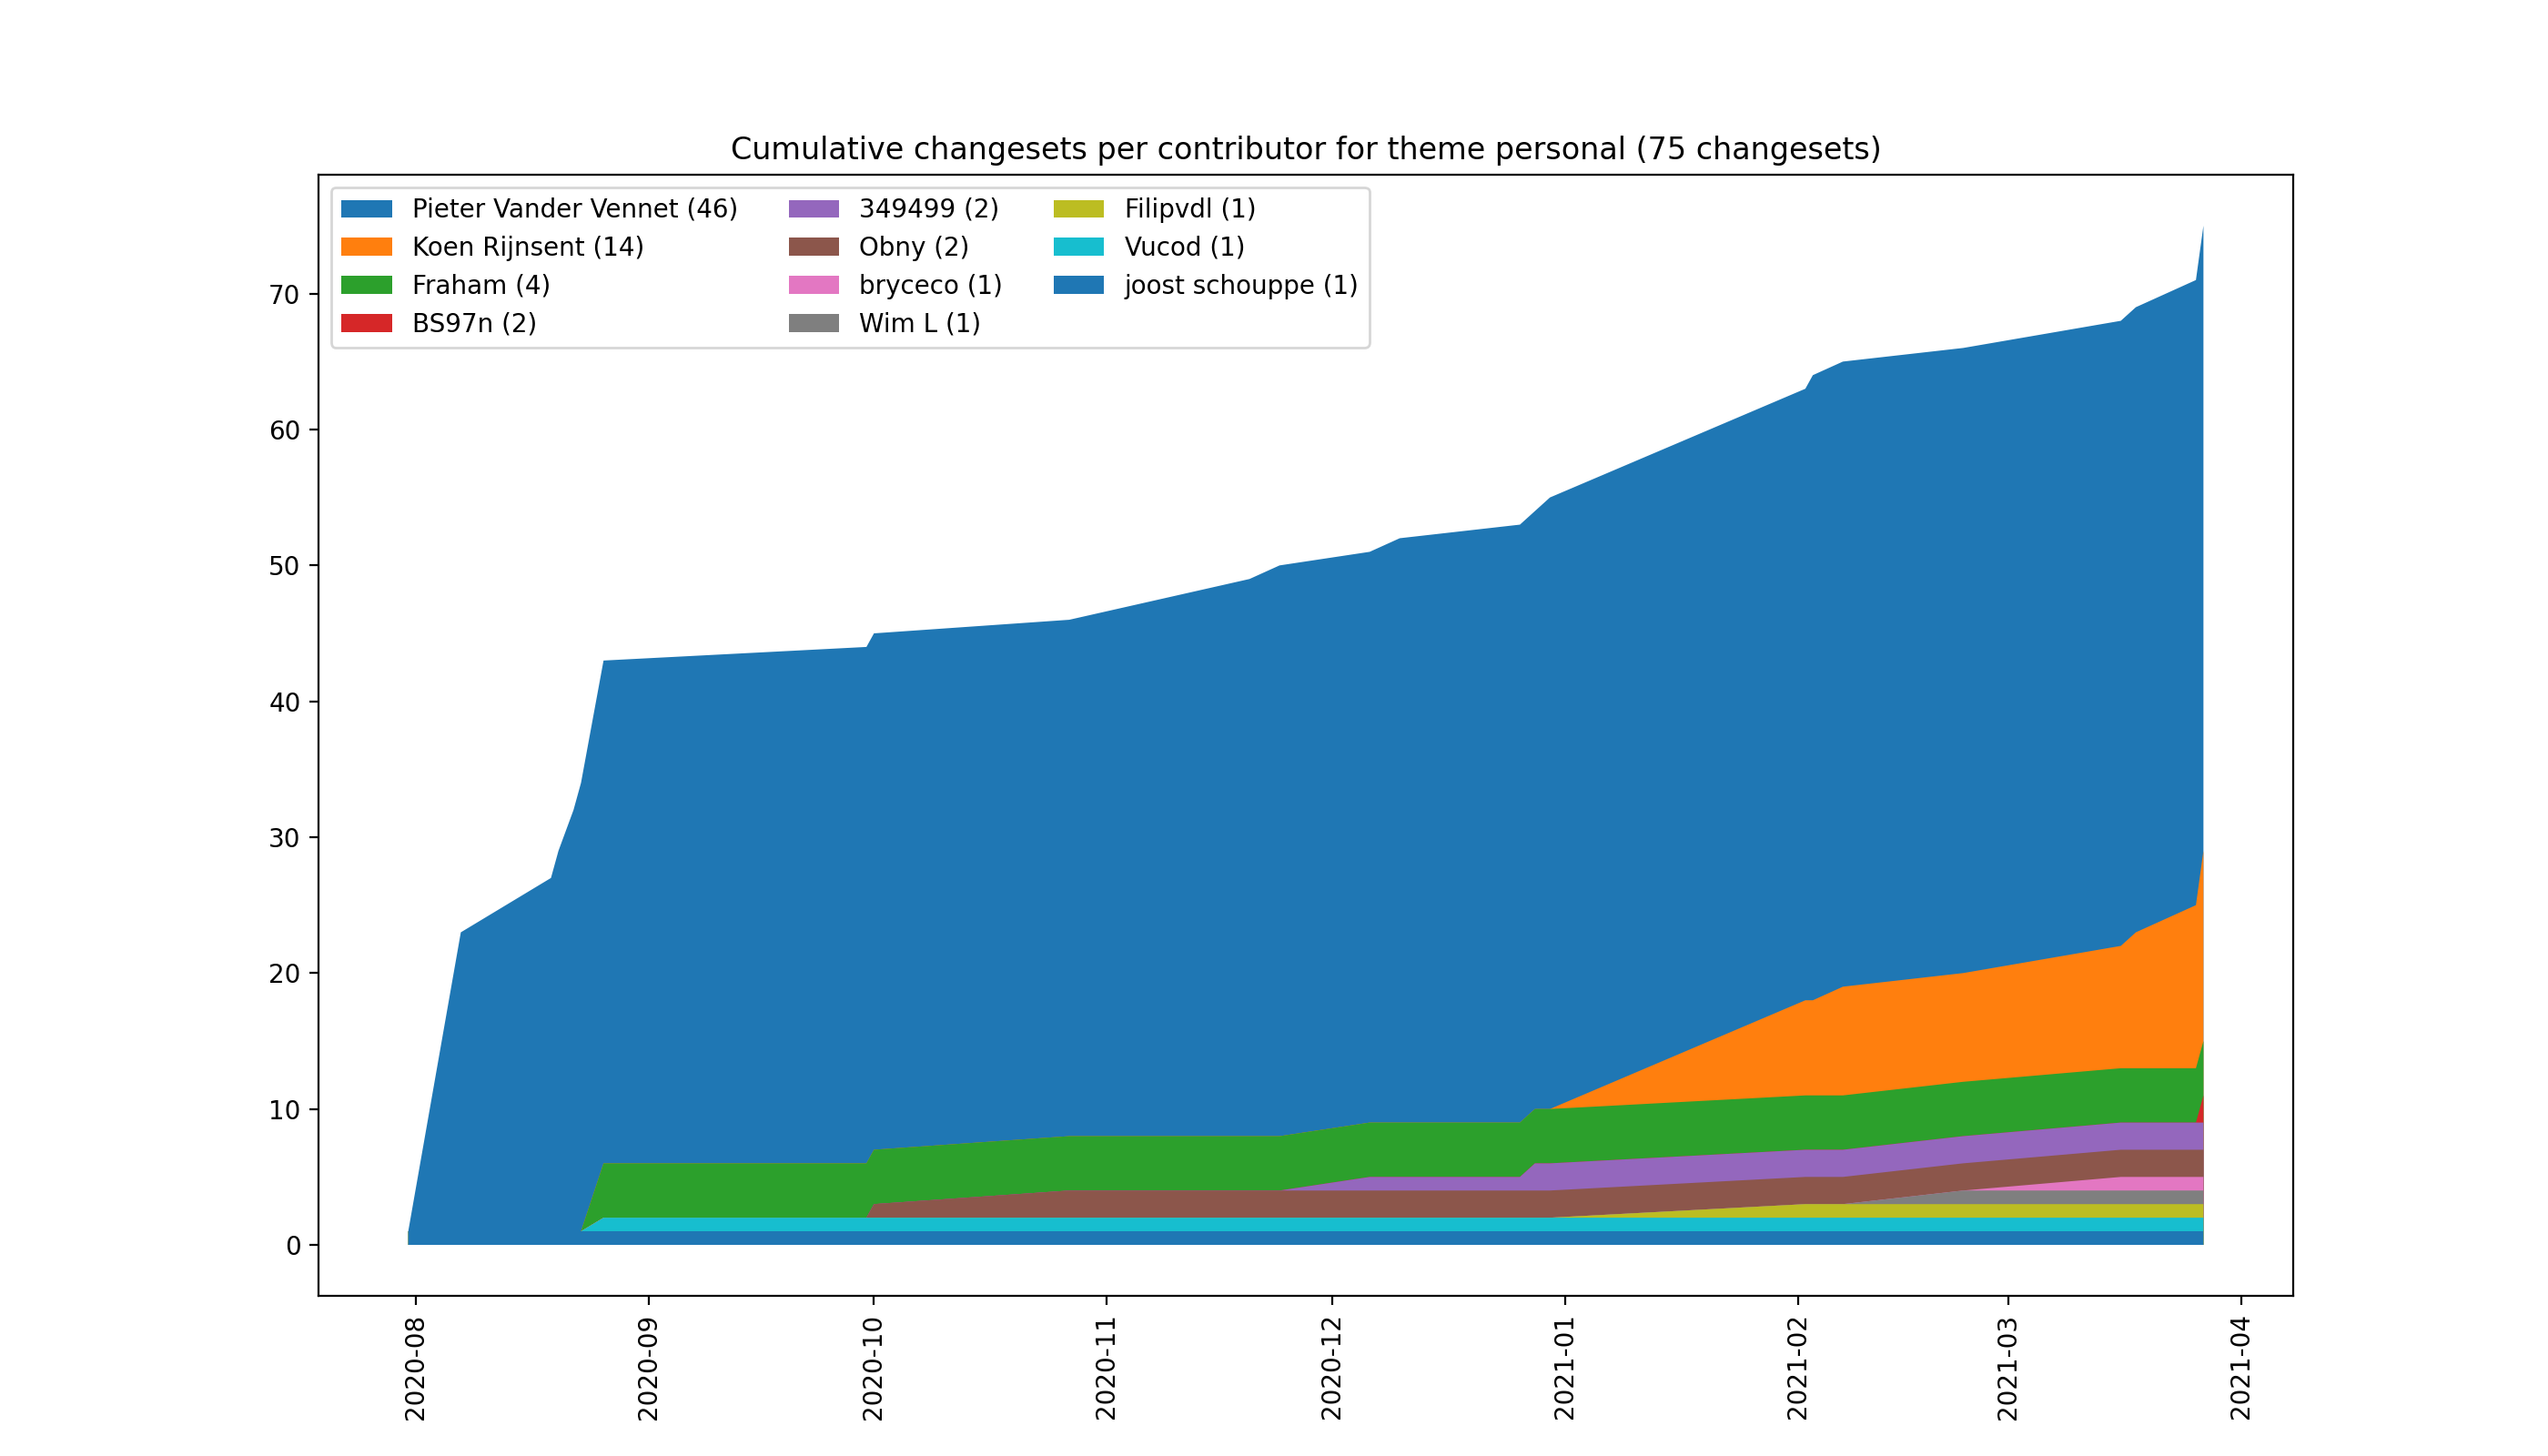 Cumulative changesets per contributor for theme personal (75 changesets)
Pieter Vander Vennet (46)
Koen Rijnsent (14)
Fraham (4)
BS97n (2)
349499 (2)
Obny (2)
bryceco (1)
Wim L (1)
Filipvdl (1)
Vucod (1)
joost schouppe (1)
70
60
50
40
30
20
10
0
2020-08
2020-09
2020-10
2020-11
2020-12
2021-01
2021-02
2021-03
2021-04